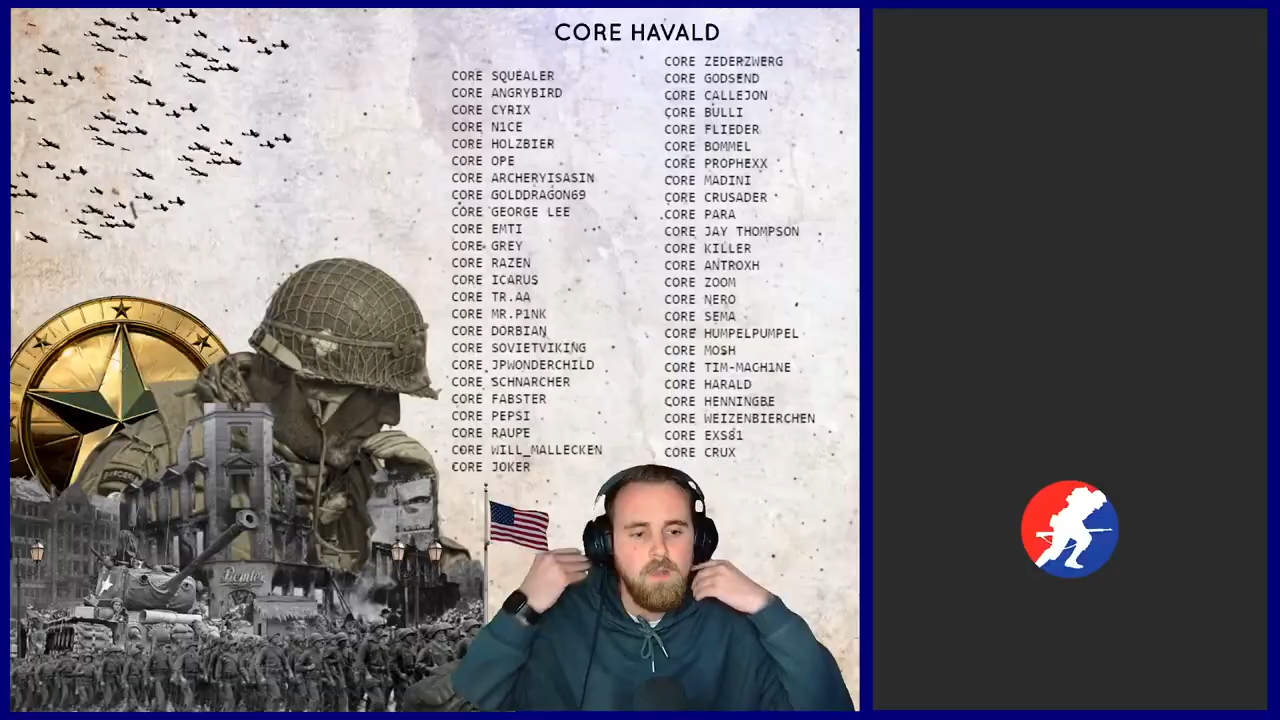 CORE HAVALD
CORE SQUEALER
CORE ANGRYBIRD
CORE CYRIX
CORE N1CE
CORE HOLZBIER
CORE OPE
CORE ARCHERYISASIN
CORE GOLDDRAGON69
CORE GEORGE LEE
CORE EMTI
CORE GREY
CORE RAZEN
CORE ICARUS
CORE TR.AA
CORE MR.P1NK
CORE DORBIAN
CORE SOVIETVIKING
CORE JPWONDERCHILD
CORE SCHNARCHER
CORE FABSTER
CORE PEPSI
CORE RAUPE
CORE WILL_MALLECKEN
CORE JOKER
CORE ZEDERZWERG
CORE GODSEND
CORE CALLEJON
CORE BULLI
CORE FLIEDER
CORE BOMMEL
CORE PROPHEXX
CORE MADINI
CORE CRUSADER
CORE PARA
CORE JAY THOMPSON
CORE KILLER
CORE ANTROXH
CORE ZOOM
CORE NERO
CORE SEMA
CORE HUMPELPUMPEL
CORE MOSH
CORE TIM-MACH1NE
CORE HARALD
CORE HENNINGBE
CORE WEIZENBIERCHEN
CORE EXS81
CORE CRUX